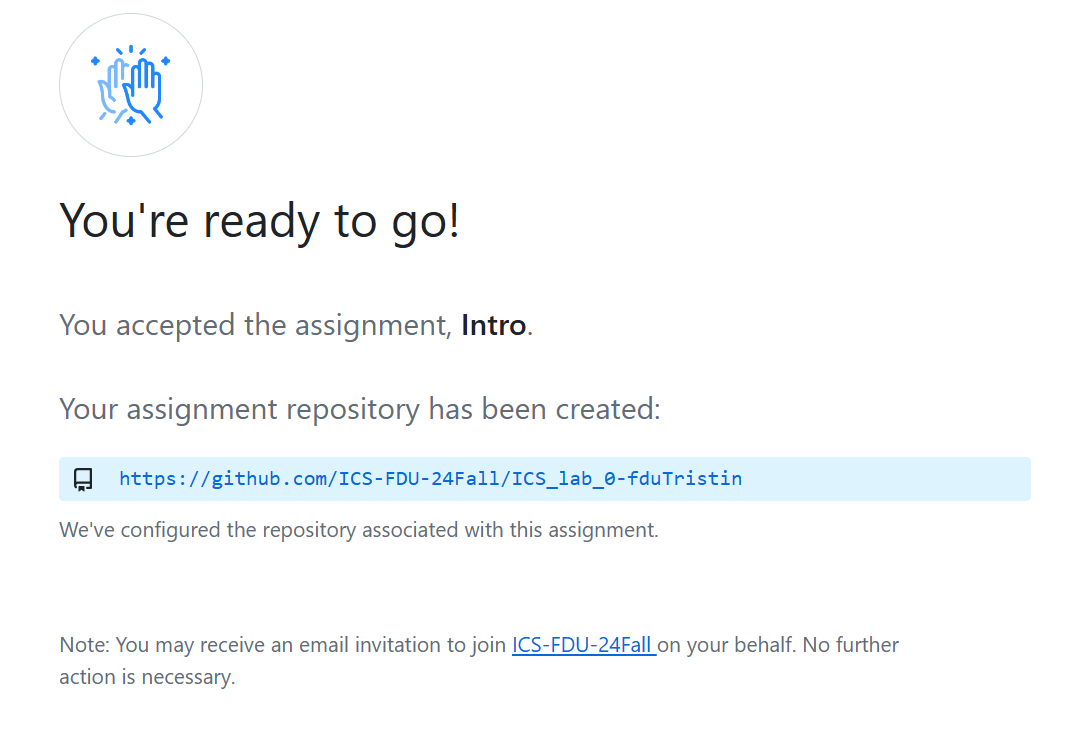 You're ready to go!
You accepted the assignment, Intro.
Your assignment repository has been created:
https://github.com/ICS-FDU-24Fall/ICS_lab_0-fduTristin
We've configured the repository associated with this assignment.
Note: You may receive an email invitation to join ICS-FDU-24Fall on your behalf. No further
action is necessary.